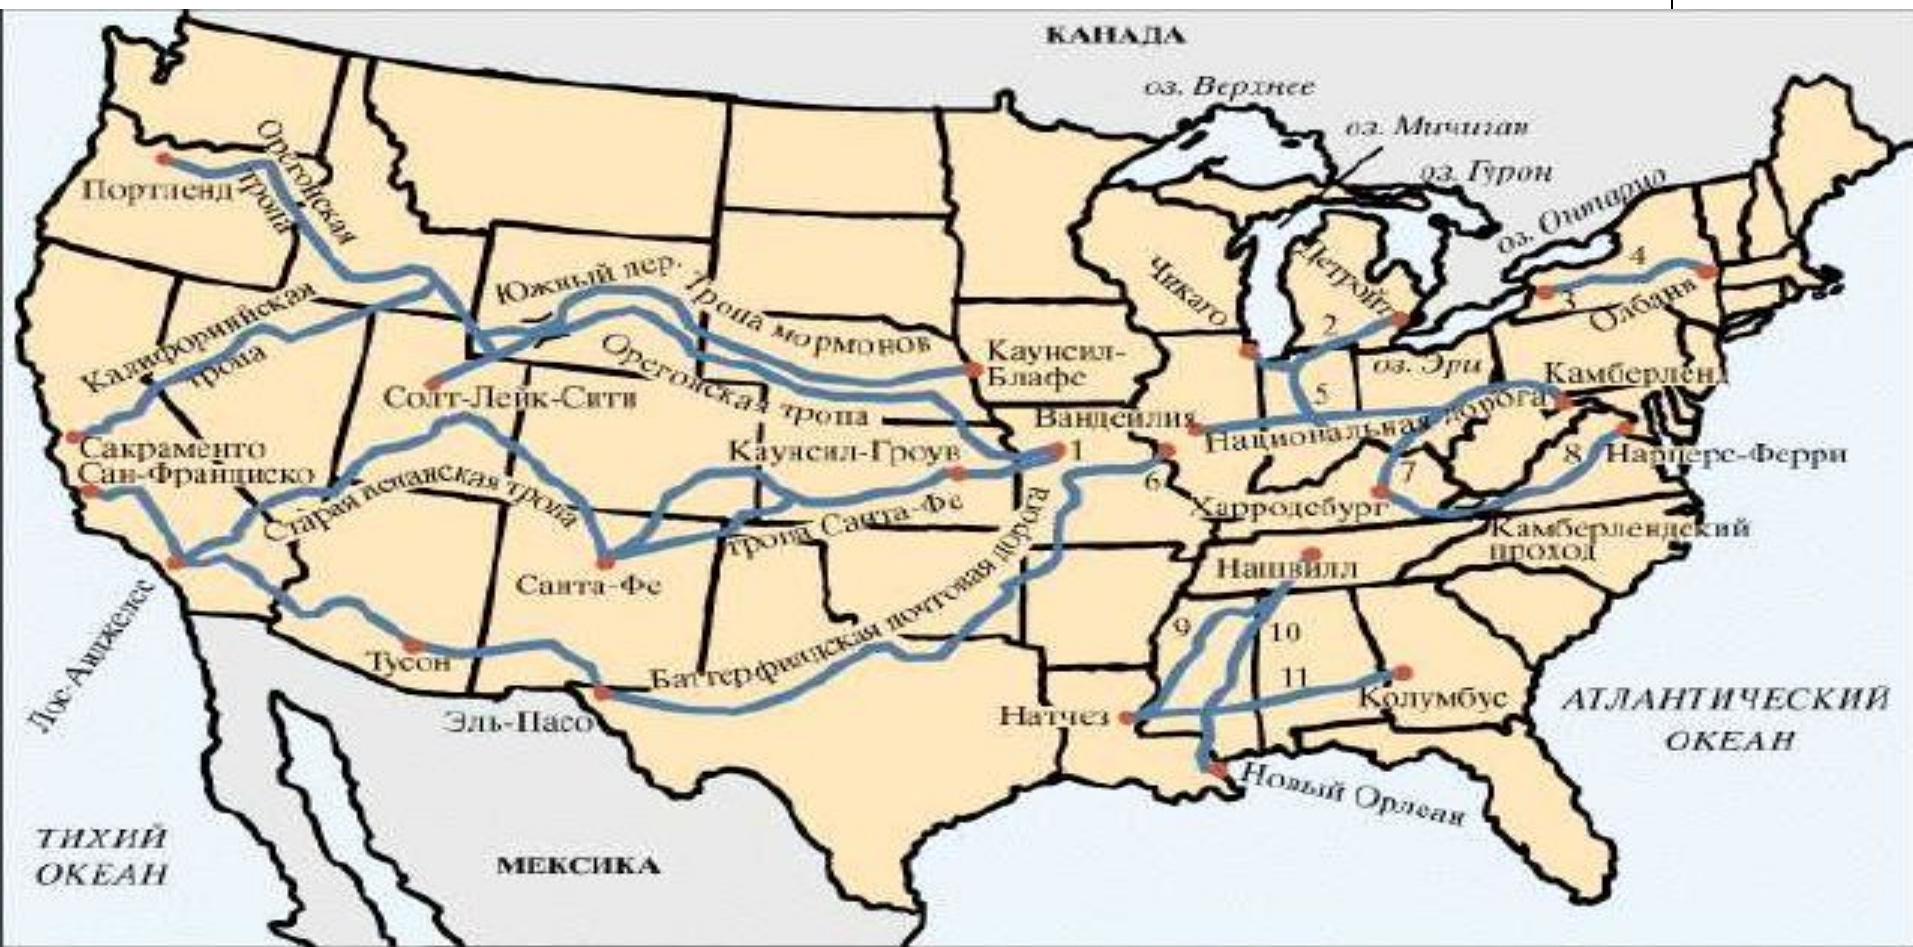 КАНАДА
оз. Верхнее
оз. Мичиган
оз. Гурон
оз. Онтарио
Орегонская
тропа
Портленд
Чикаго
Детройт
4
3
Олбани
Южный пер.
Тропа мормонов
2
оз. Эри
Калифорнийская
тропа
Орегонская тропа
Каунсил-
Блафс
Камберленд
Солт-Лейк-Сити
5
Вандейлия
Национальная дорога
Сакраменто
Сан-Франциско
Каунсил-Гроув
1
6
7
8
Харперс-Ферри
Старая испанская тропа
тропа Санта-Фе
Харродсбург
Камберлендский
проход
Санта-Фе
Нашвилл
Лос-Анджелес
Баттерфилдская почтовая дорога
9
10
11
Тусон
Эль-Пасо
Натчез
Колумбус
АТЛАНТИЧЕСКИЙ
ОКЕАН
Новый Орлеан
ТИХИЙ
ОКЕАН
МЕКСИКА